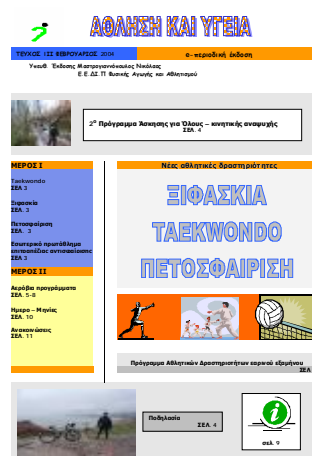 ΑΘΛΗΣΗ ΚΑΙ ΥΓΕΙΑ
ΤΕΥΧΟΣ 1ΣΣ ΦΕΒΡΟΥΑΡΙΟΣ 2004
e-περιοδική έκδοση
Υπευθ. Έκδοσης Μαστρογιαννόπουλος Νικόλαος
Ε.Ε.ΔΙ.Π Φυσικής Αγωγής και Αθλητισμού
2ο Πρόγραμμα Άσκησης για Όλους – κινητικής αναψυχής
ΣΕΛ. 4
ΜΕΡΟΣ Ι
Taekwondo
ΣΕΛ 3
Ξιφασκία
ΣΕΛ. 3
Πετοσφαίριση
ΣΕΛ. 3
Εσωτερικό πρωτάθλημα
επιτραπέζιας αντισφαίρισης
ΣΕΛ 3
ΜΕΡΟΣ ΙΙ
Αερόβια προγράμματα
ΣΕΛ. 5-8
Ημερο – Μηνίες
ΣΕΛ. 10
Ανακοινώσεις
ΣΕΛ. 11
Νέες αθλητικές δραστηριότητες
ΞΙΦΑΣΚΙΑ
TAEKWONDO
ΠΕΤΟΣΦΑΙΡΙΣΗ
Πρόγραμμα Αθλητικών Δραστηριοτήτων εαρινού εξαμήνου
ΣΕΛ
Ποδηλασία
ΣΕΛ. 4
σελ. 9